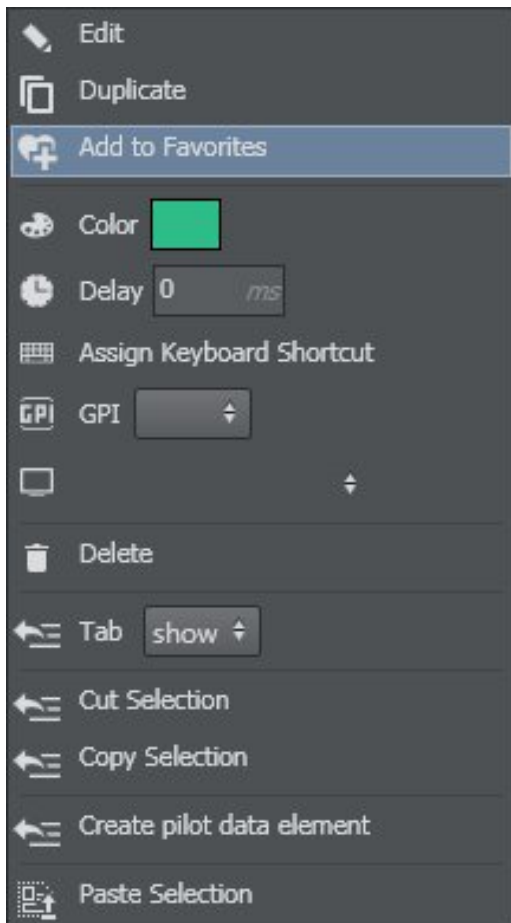 Edit
Duplicate
Add to Favorites
Color
Delay 0 ms
Assign Keyboard Shortcut
GPI GPI
Delete
Tab show
Cut Selection
Copy Selection
Create pilot data element
Paste Selection